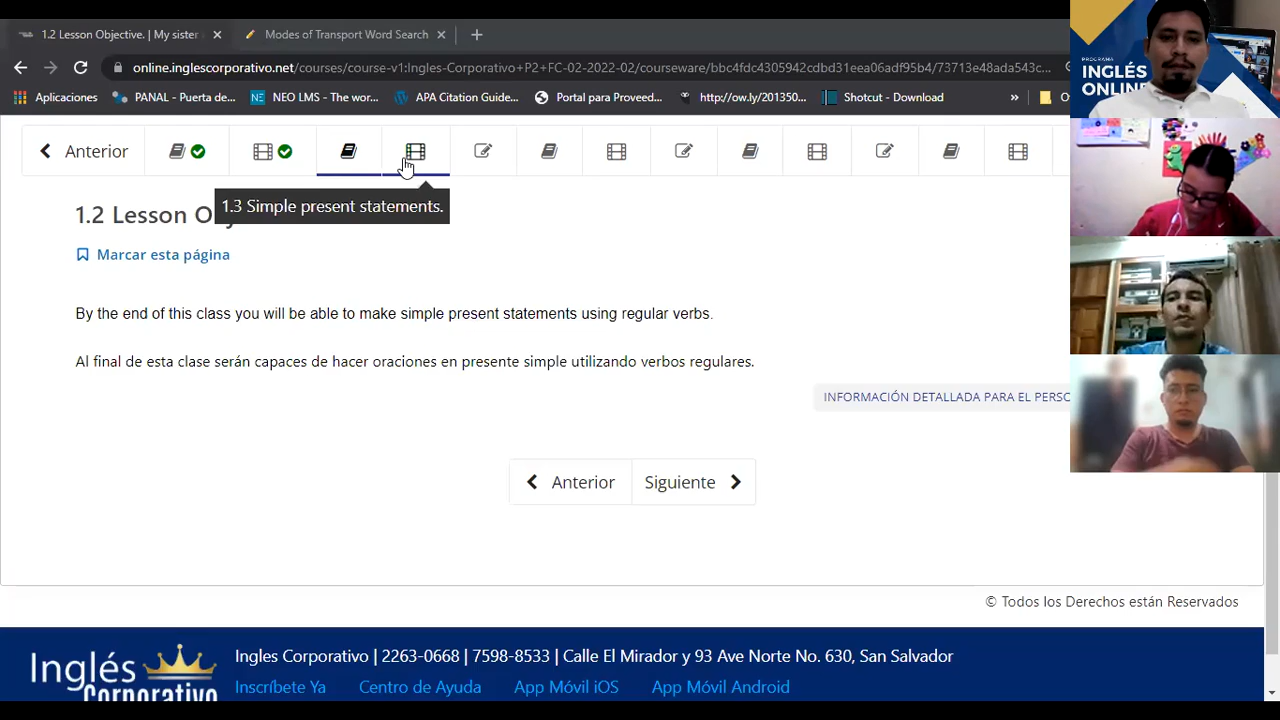 1.2 Lesson Objective. | My sister
Modes of Transport Word Search
online.inglescorporativo.net/courses/course-v1:Ingles-Corporativo+P2+PC-02-2022-02/courseware/bbc4fdc4305942cdbd31eea06adf95b4/73713e48ada543c...
Aplicaciones
PANAL - Puerta de...
NEO LMS - The wor...
APA Citation Guide...
Portal para Proveed...
http://ow.ly/201350...
Shotcut - Download
»
PROGRAMA
INGLÉS
ONLINE
Anterior
1.3 Simple present statements.
1.2 Lesson Obj
Marcar esta página
By the end of this class you will be able to make simple present statements using regular verbs.
Al final de esta clase serán capaces de hacer oraciones en presente simple utilizando verbos regulares.
INFORMACIÓN DETALLADA PARA EL PERSO
Anterior
Siguiente
© Todos los Derechos están Reservados
Inglés
Corporativo
Ingles Corporativo | 2263-0668 | 7598-8533 | Calle El Mirador y 93 Ave Norte No. 630, San Salvador
Inscríbete Ya
Centro de Ayuda
App Móvil iOS
App Móvil Android